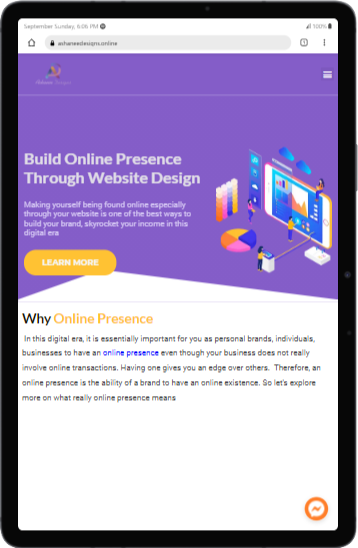 September Sunday, 6:06 PM
100%
ashaneedesigns.online
Build Online Presence
Through Website Design
Making yourself being found online especially
through your website is one of the best ways to
build your brand, skyrocket your income in this
digital era
LEARN MORE
Why Online Presence
In this digital era, it is essentially important for you as personal brands, individuals,
businesses to have an online presence even though your business does not really
involve online transactions. Having one gives you an edge over others. Therefore, an
online presence is the ability of a brand to have an online existence. So let's explore
more on what really online presence means